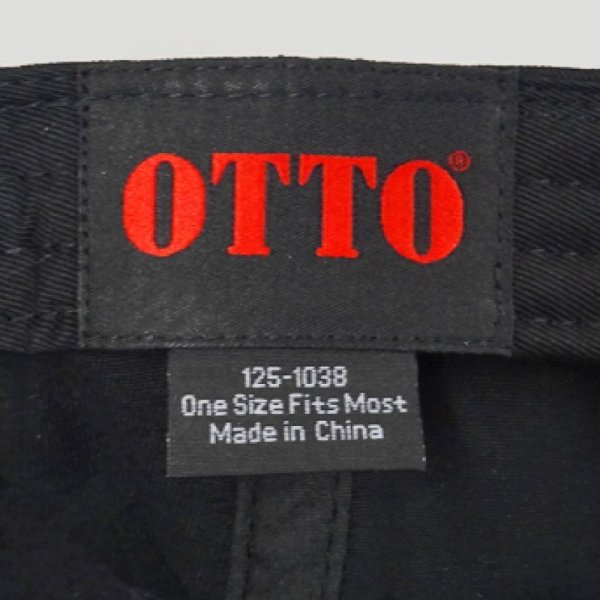 OTTO®
125-1038
One Size Fits Most
Made in China